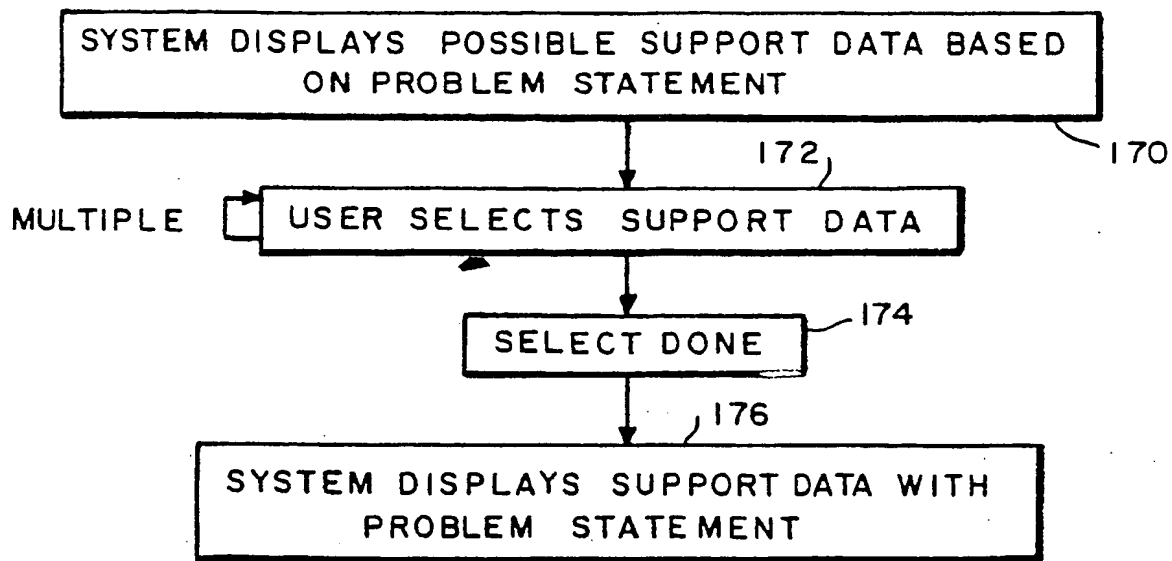 SYSTEM DISPLAYS POSSIBLE SUPPORT DATA BASED
ON PROBLEM STATEMENT
170
172
MULTIPLE
USER SELECTS SUPPORT DATA
174
SELECT DONE
176
SYSTEM DISPLAYS SUPPORT DATA WITH
PROBLEM STATEMENT